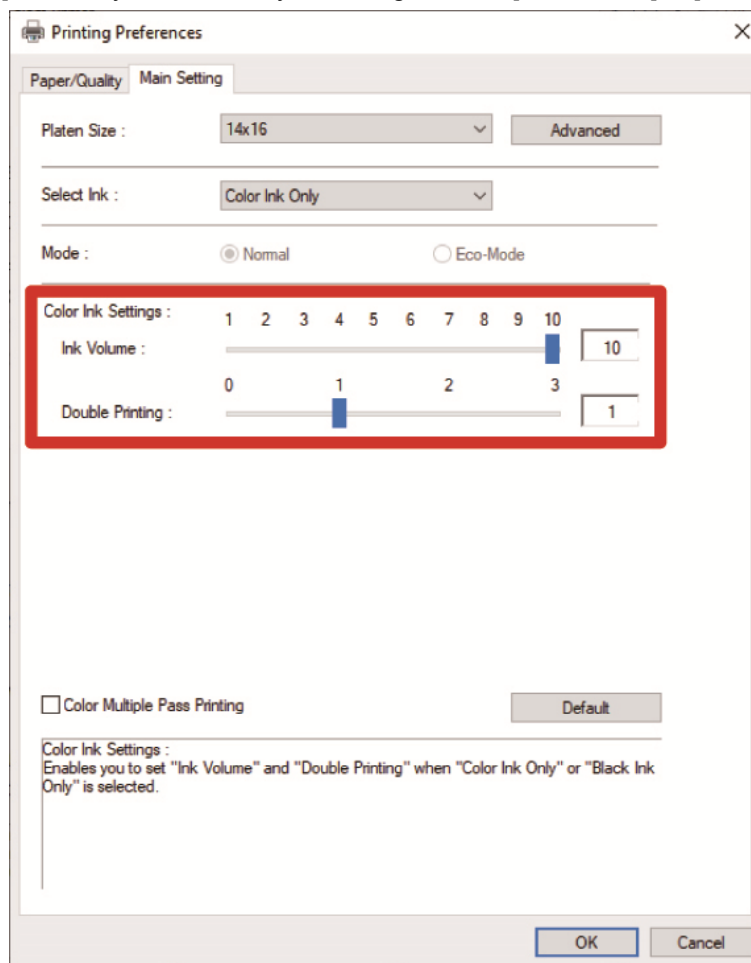 Printing Preferences
Paper/Quality Main Setting
Platen Size : 14x16 Advanced
Select Ink : Color Ink Only
Mode : Normal Eco-Mode
Color Ink Settings : 1 2 3 4 5 6 7 8 9 10
Ink Volume : 10
0 1 2 3
Double Printing : 1
Color Multiple Pass Printing Default
Color Ink Settings :
Enables you to set "Ink Volume" and "Double Printing" when "Color Ink Only" or "Black Ink
Only" is selected.
OK Cancel